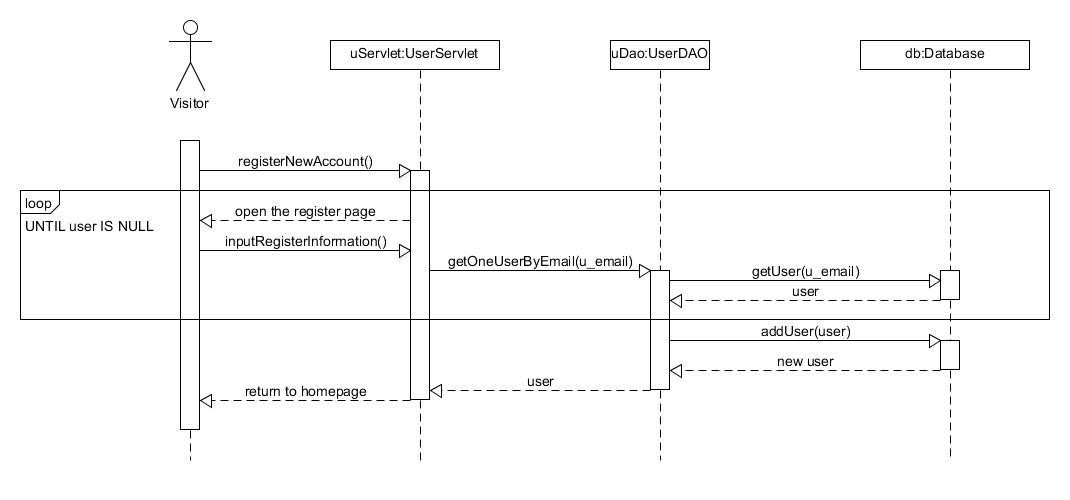 Visitor
uServlet:UserServlet
uDao:UserDAO
db:Database
registerNewAccount()
loop
UNTIL user IS NULL
open the register page
inputRegisterInformation()
getOneUserByEmail(u_email)
getUser(u_email)
user
addUser(user)
new user
user
return to homepage